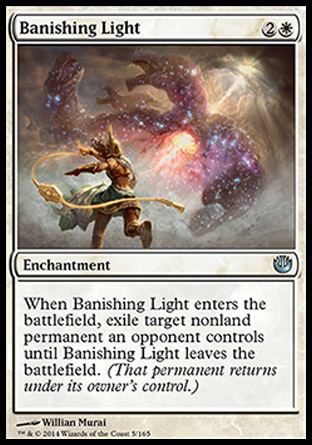 Banishing Light 2
Enchantment
When Banishing Light enters the
battlefield, exile target nonland
permanent an opponent controls
until Banishing Light leaves the
battlefield. (That permanent returns
under its owner's control.)
Willian Murai
™ & © 2014 Wizards of the Coast 5/165